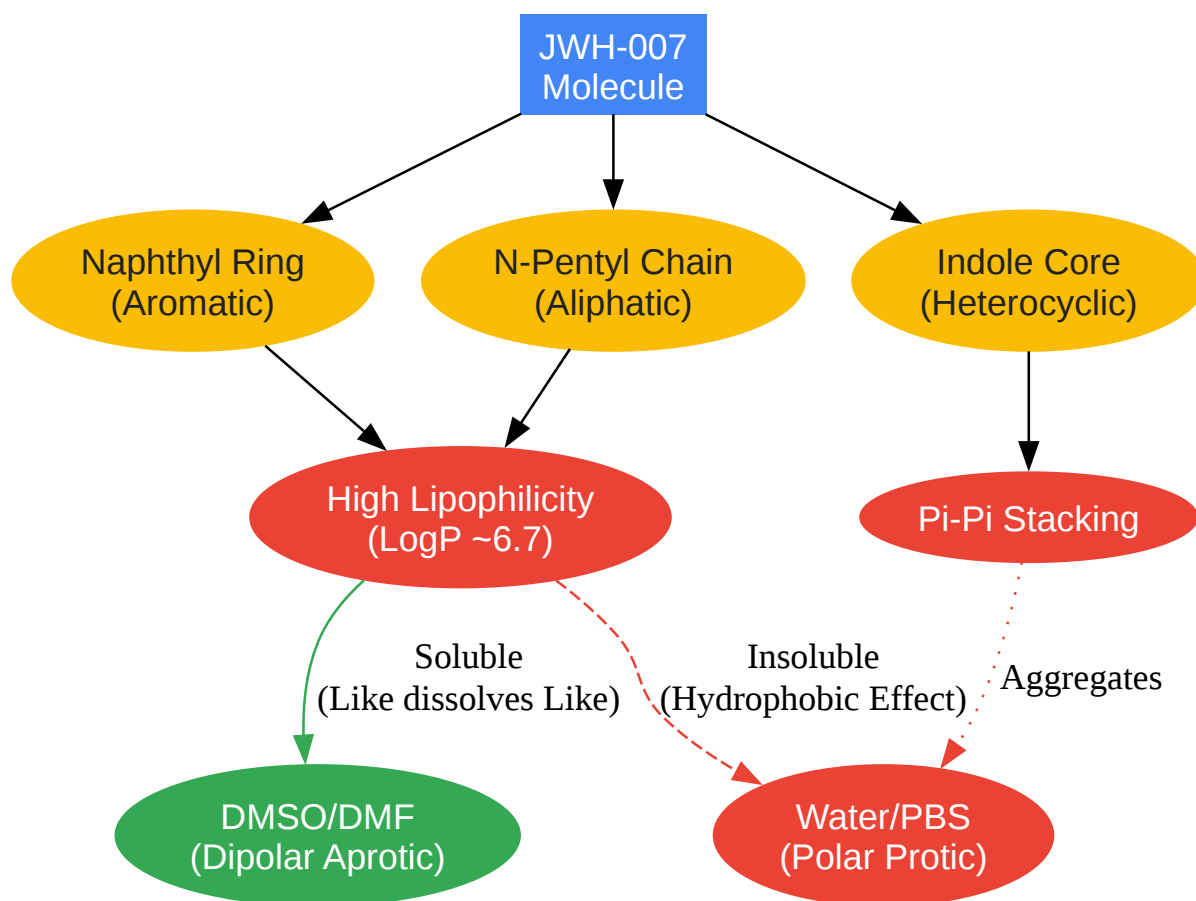 JWH-007
Molecule
Naphthyl Ring
(Aromatic)
N-Pentyl Chain
(Aliphatic)
Indole Core
(Heterocyclic)
High Lipophilicity
(LogP ~6.7)
Pi-Pi Stacking
Soluble
(Like dissolves Like)
Insoluble
(Hydrophobic Effect)
Aggregates
DMSO/DMF
(Dipolar Aprotic)
Water/PBS
(Polar Protic)